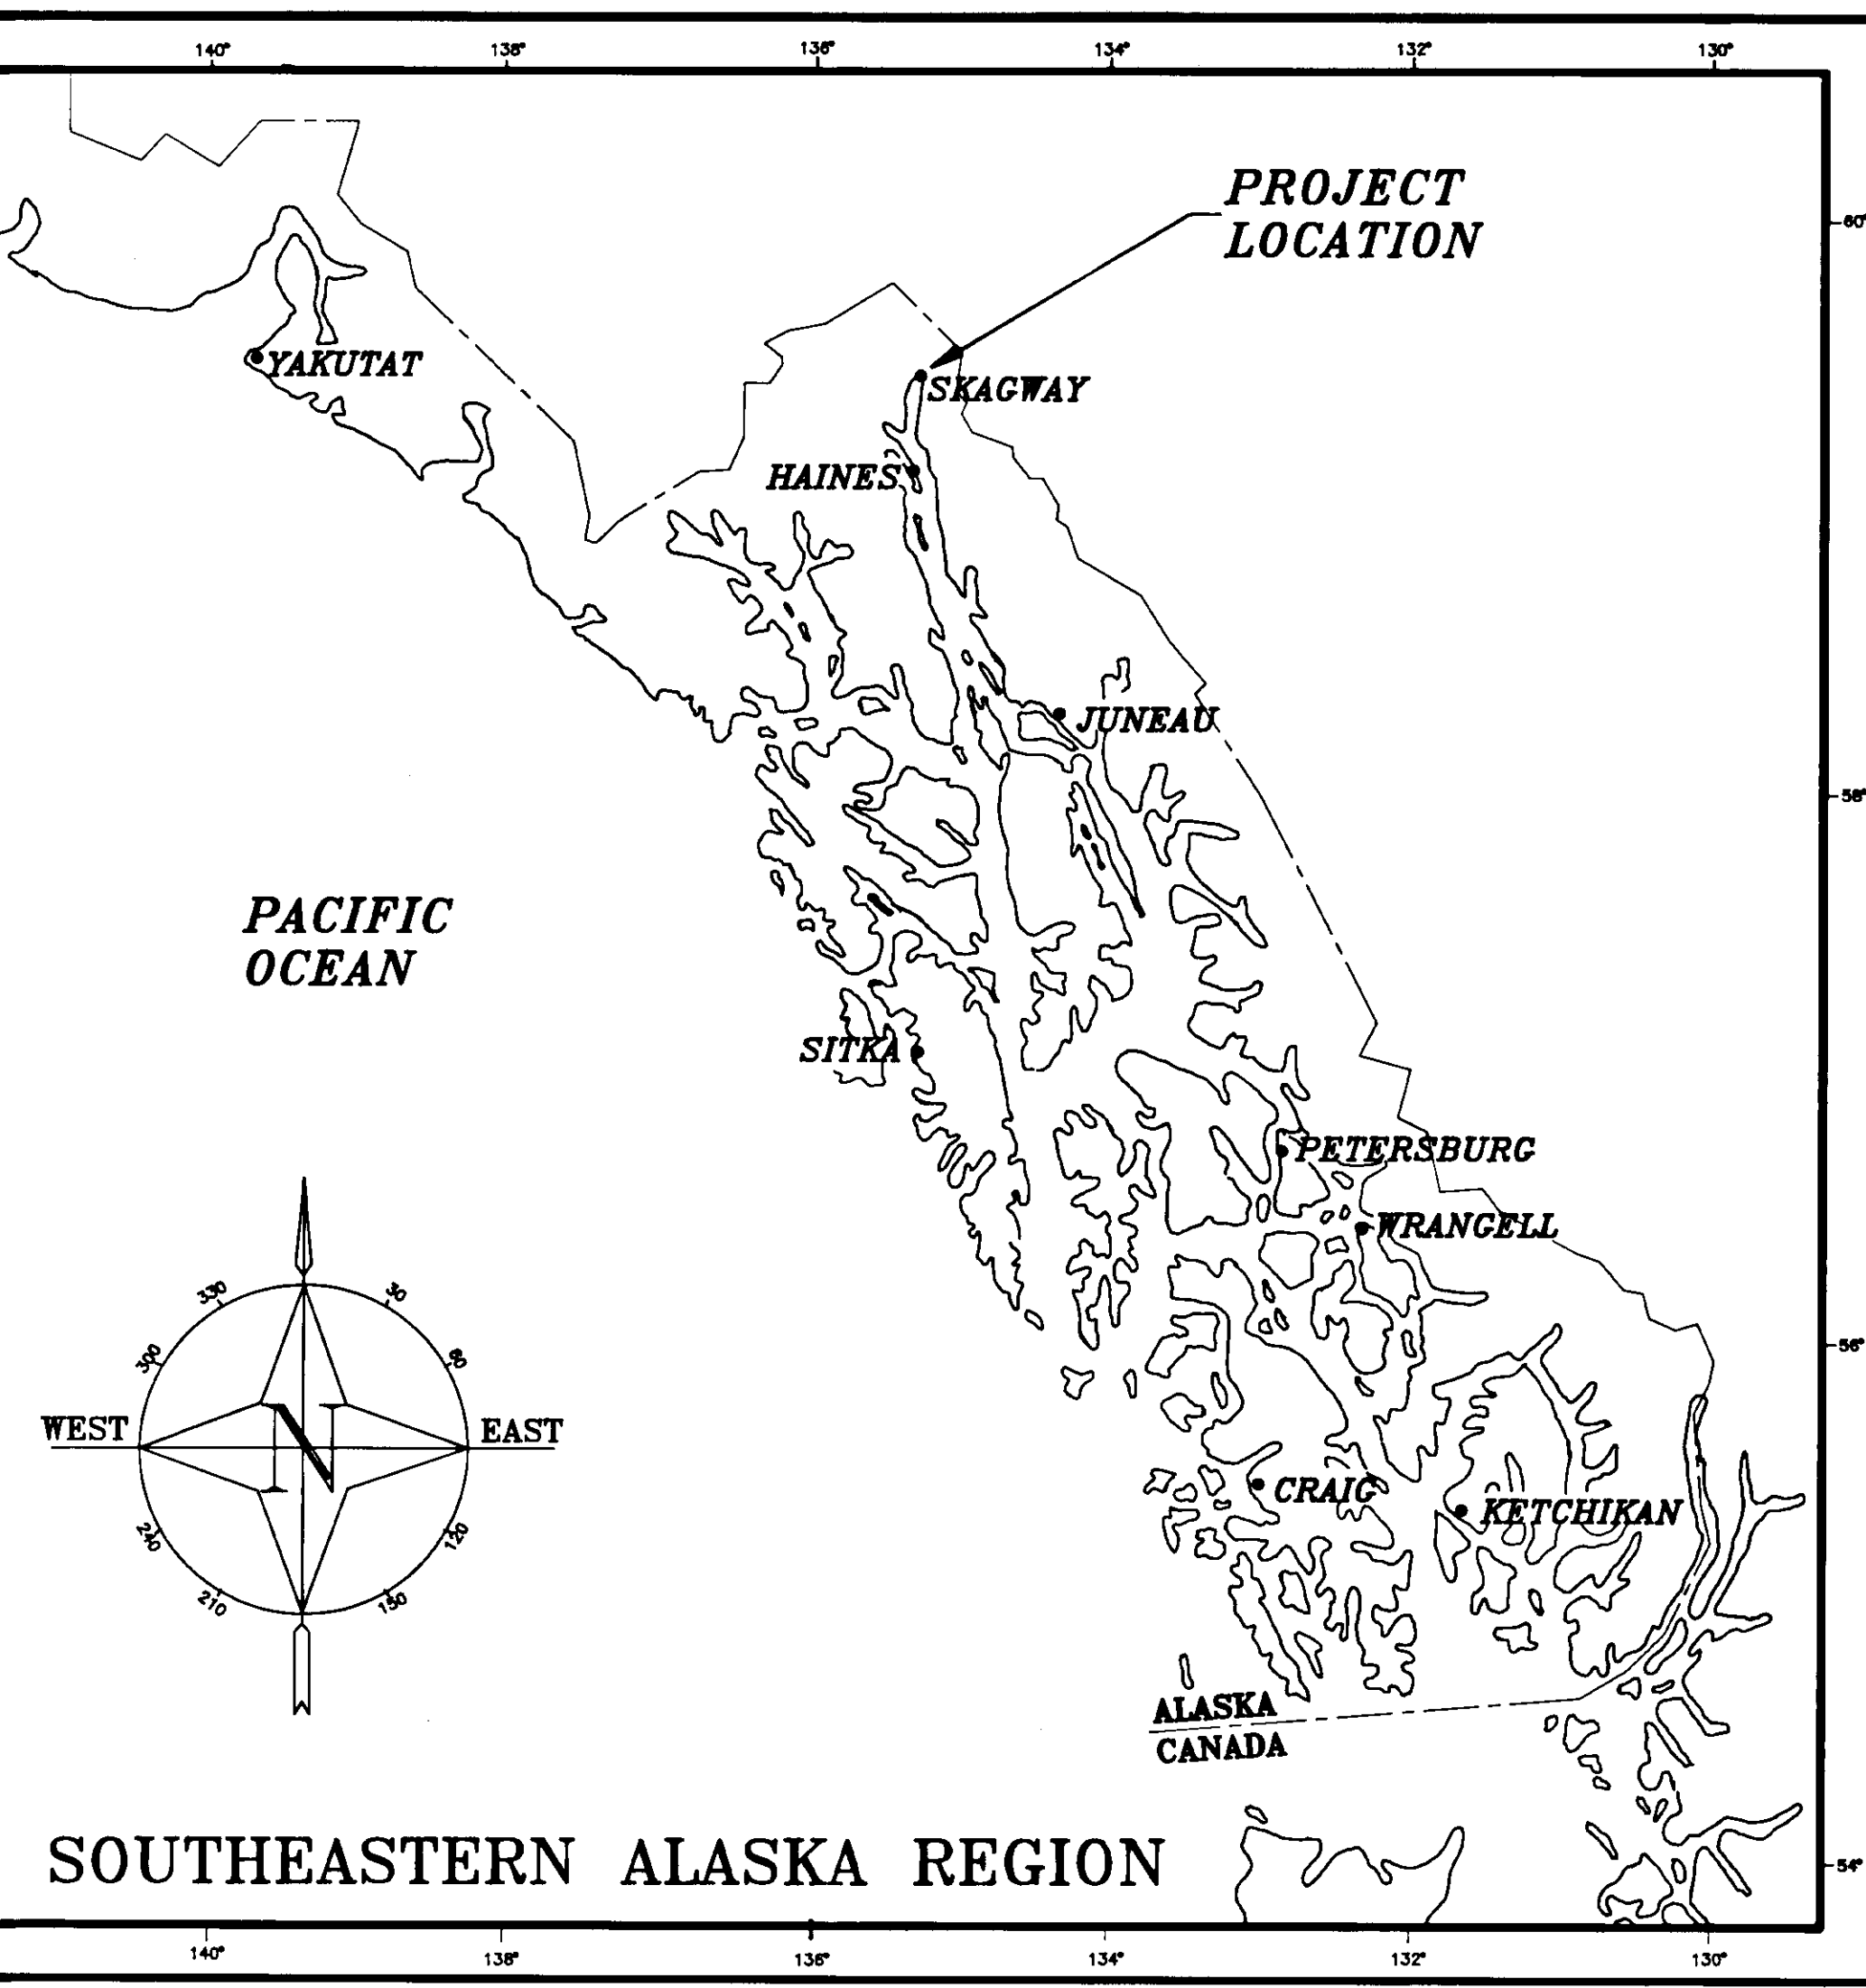 140° 138° 136° 134° 132° 130°
PROJECT
LOCATION
60°
YAKUTAT
SKAGWAY
HAINES
JUNEAU
58°
PACIFIC
OCEAN
SITKA
PETERSBURG
WRANGELL
330 30
300 60
56°
WEST N EAST
CRAIG
KETCHIKAN
240 120
210 150
ALASKA
CANADA
SOUTHEASTERN ALASKA REGION
54°
140° 138° 136° 134° 132° 130°